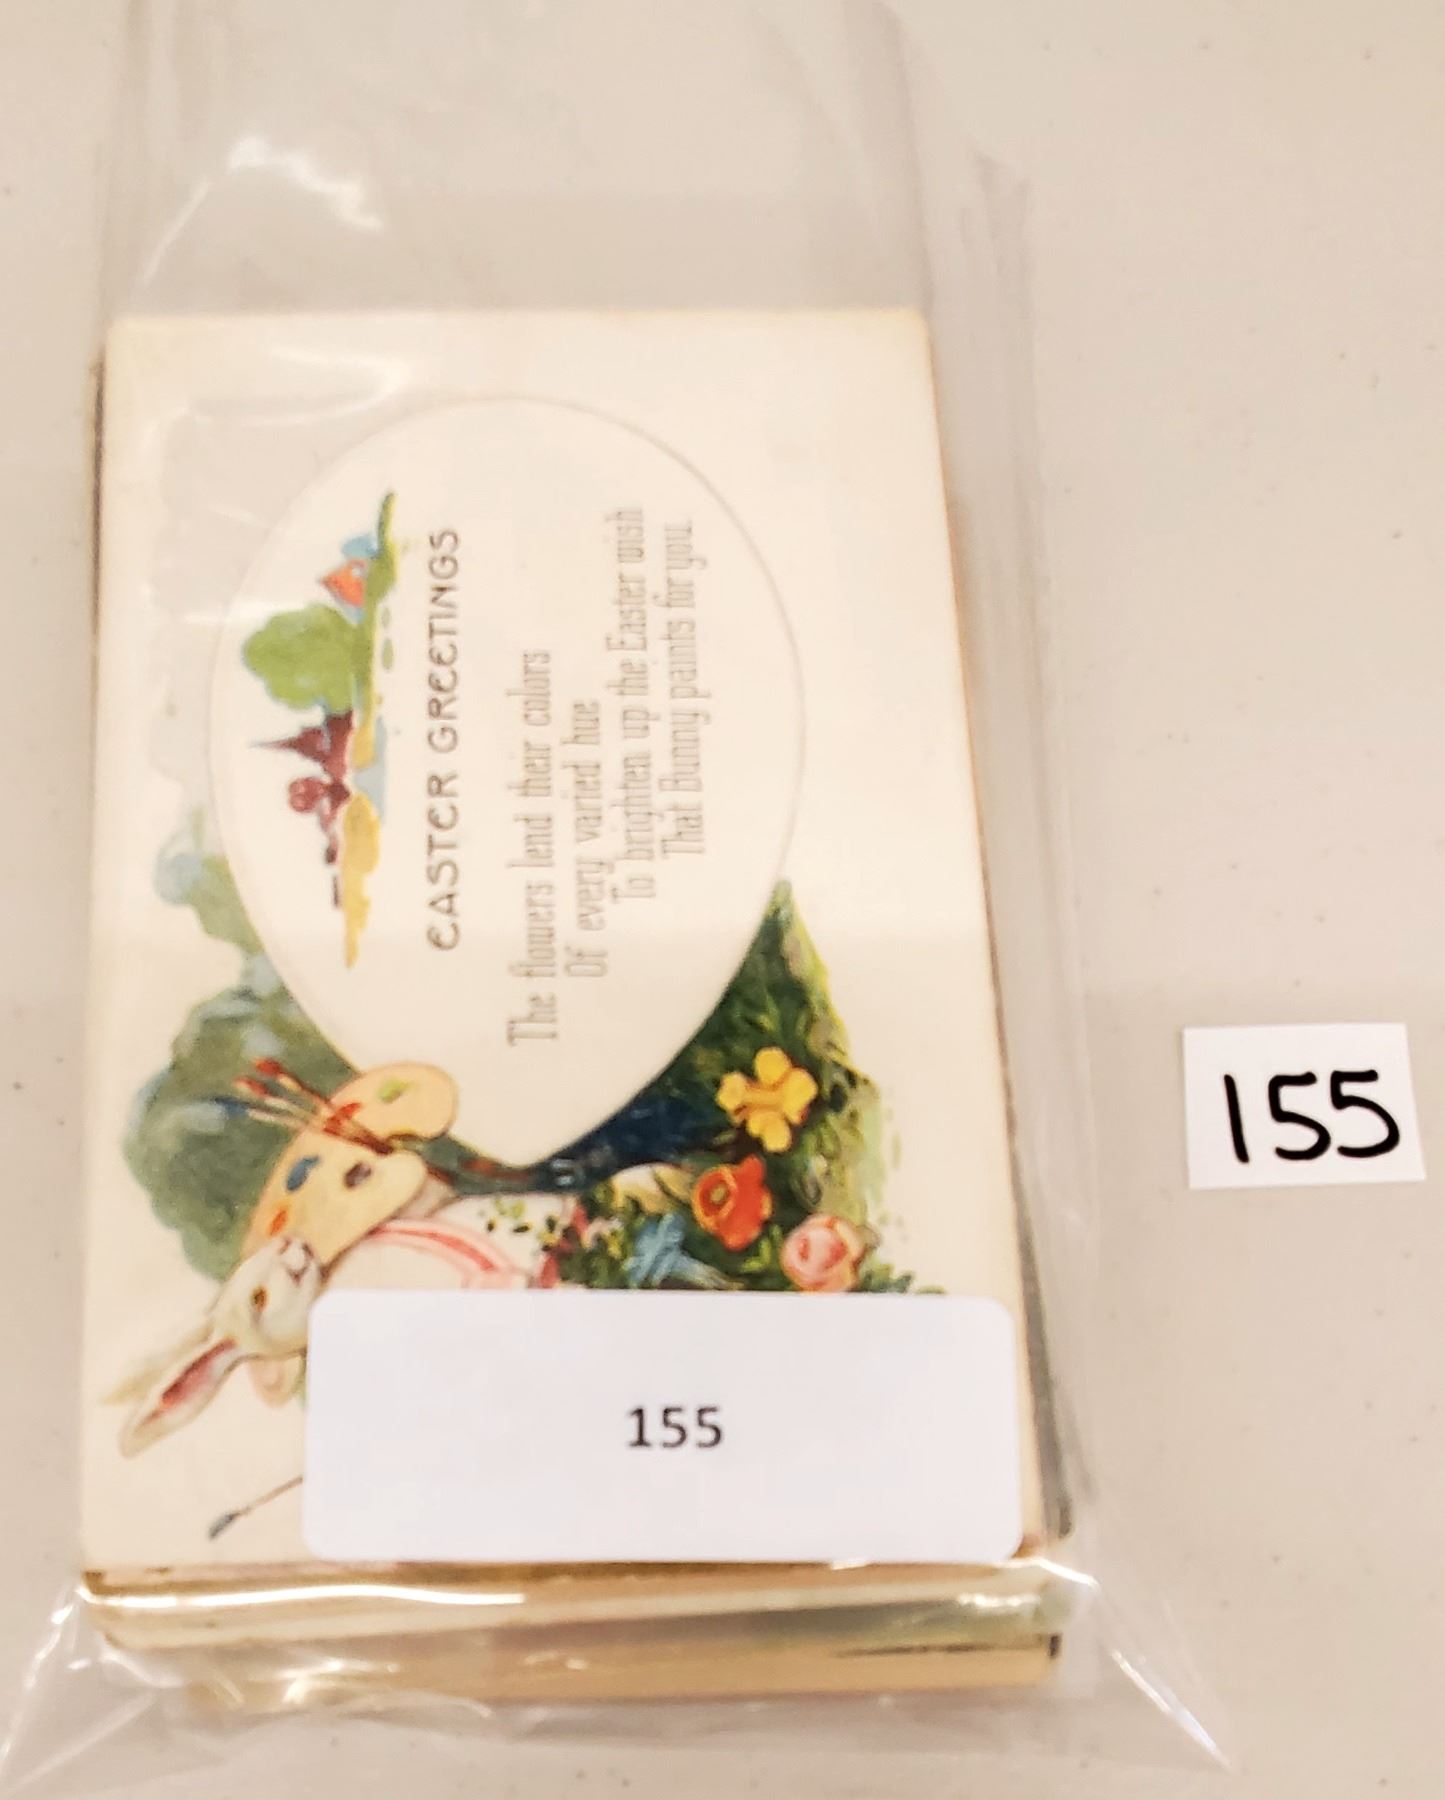 EASTER GREETINGS
The flowers lend their colors
Of every varied hue
To brighten up the Easter wish
That Bunny paints for you.
155
155